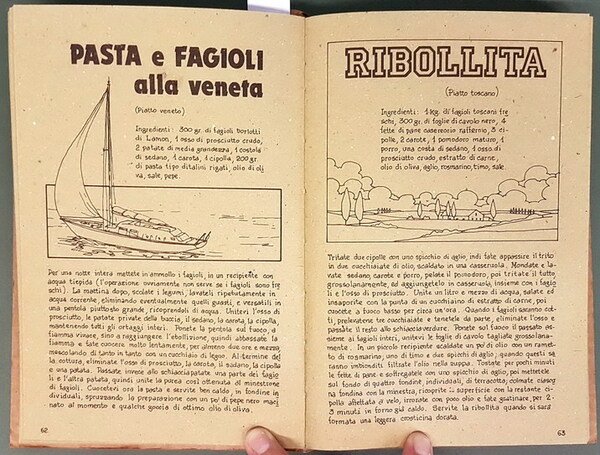 PASTA e FAGIOLI
alla veneta
(Piatto veneto)
Ingredienti: 300 gr. di fagioli borlotti
di Lamon, 1 osso di prosciutto crudo,
2 patate di media grandezza, 1 costola
di sedano, 1 carota, 1 cipolla, 200 gr.
di pasta tipo ditalini rigati, olio di oli
va, sale, pepe.
Per una notte intera mettete in ammollo i fagioli, in un recipiente con
acqua tiepida (l'operazione ovviamente non serve se i fagioli sono fre
schi). La mattina dopo, scolate i legumi, lavateli ripetutamente in
acqua corrente, eliminando eventualmente quelli guasti, e versateli in
una pentola piuttosto grande, ricoprendoli di acqua. Unitevi l'osso di
prosciutto, le patate private della buccia, il sedano, la carota, la cipolla,
mantenendo tutti gli ortaggi interi. Ponete la pentola sul fuoco, a
fiamma vivace, sino a raggiungere l'ebollizione, quindi abbassate la
fiamma e fate cuocere molto lentamente, per almeno due ore e mezza
mescolando di tanto in tanto con un cucchiaio di legno. Al termine del
la cottura, eliminate l'osso di prosciutto, la carota, il sedano, la cipolla
e una patata. Passate invece allo schiacciapatate una parte dei fagio
li e l'altra patata, quindi unite la purea così ottenuta al minestrone
di fagioli. Cuocetevi ora la pasta e servite ben caldo, in fondine in
dividuali, spruzzando la preparazione con un po' di pepe nero maci
nato al momento e qualche goccia di ottimo olio di oliva.
62
RIBOLLITA
(Piatto toscano)
Ingredienti: 1 kg. di fagioli toscani fre
schi, 300 gr. di foglie di cavolo nero, 4
fette di pane casereccio raffermo, 3 ci-
polle, 2 carote, 1 pomodoro maturo, 1
porro, una costa di sedano, 1 osso di
prosciutto crudo, estratto di carne,
olio di oliva, aglio, rosmarino, timo, sale.
Tritate due cipolle con uno spicchio di aglio, indi fate appassire il trito
in due cucchiaiate di olio, scaldato in una casseruola. Mondate e la-
vate sedano, carote e porro, pelate il pomodoro, poi tritate il tutto
grossolanamente, ed aggiungetelo in casseruola, insieme con i fagio
li e l'osso di prosciutto. Unite un litro e mezzo di acqua, salate ed
insaporite con la punta di un cucchiaino di estratto di carne, poi
cuocete a fuoco basso per circa un'ora. Quando i fagioli saranno cot
ti, prelevatene un cucchiaio e tenetele da parte, eliminate l'osso e
passate il resto allo schiacciaverdure. Ponete sul fuoco il passato as-
sieme ai fagioli interi, unitevi le foglie di cavolo tagliate grossolanamen-
te. In un piccolo recipiente scaldate un po' di olio con un rametto
di rosmarino, uno di timo e due spicchi di aglio; quando questi sa
ranno imbionditi filtrate l'olio nella zuppa. Tostate per pochi minuti
le fette di pane e soffregatele con uno spicchio di aglio, poi mettetele
sul fondo di quattro fondine, individuali, di terracotta, colmate ciascu
na fondina con la minestra, ricoprite la superficie con la restante ci-
polla affettata a velo, irrorate con poco olio e fate gratinare, per 2-
3 minuti in forno già caldo. Servite la ribollita quando si sarà
formata una leggera crosticina dorata.
63